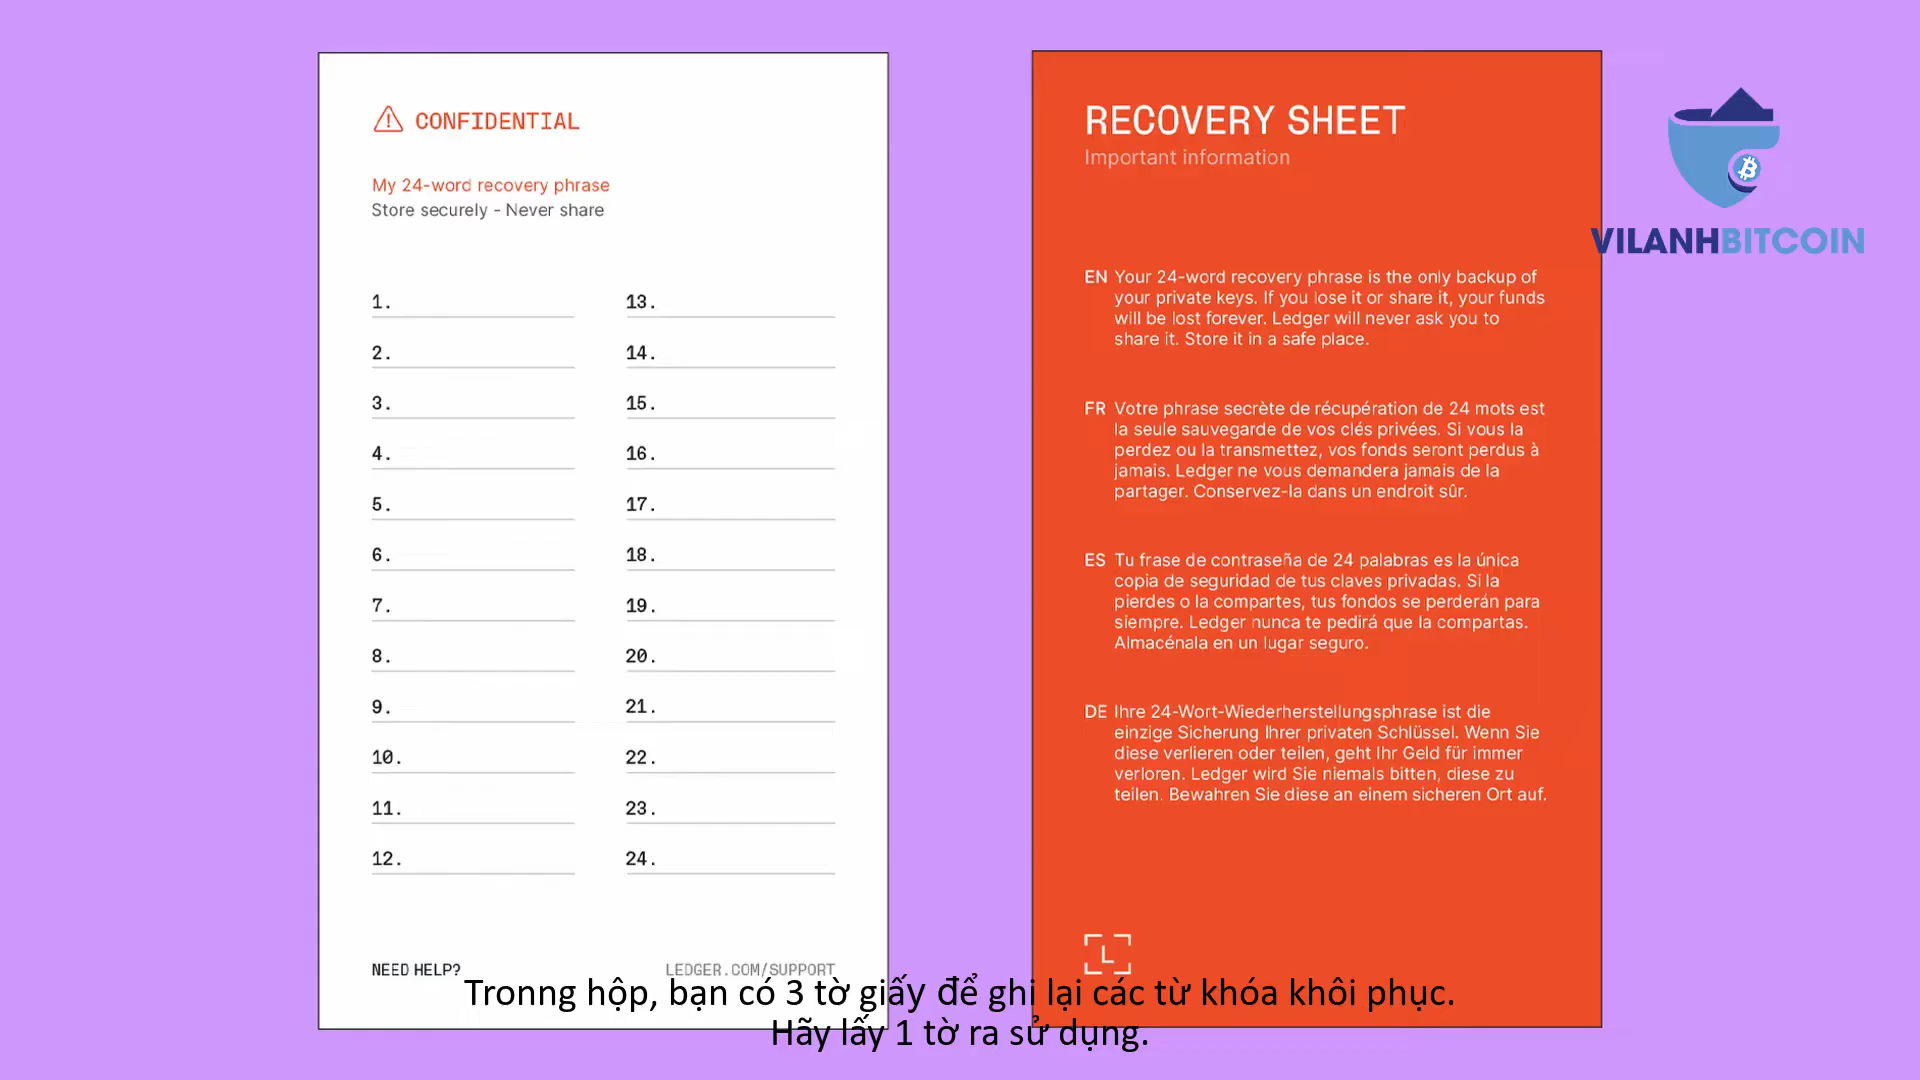 CONFIDENTIAL
My 24-word recovery phrase
Store securely - Never share
1.
2.
3.
4.
5.
6.
7.
8.
9.
10.
11.
12.
13.
14.
15.
16.
17.
18.
19.
20.
21.
22.
23.
24.
NEED HELP?
LEDGER.COM/SUPPORT
RECOVERY SHEET
Important information
EN Your 24-word recovery phrase is the only backup of
your private keys. If you lose it or share it, your funds
will be lost forever. Ledger will never ask you to
share it. Store it in a safe place.
FR Votre phrase secrète de récupération de 24 mots est
la seule sauvegarde de vos clés privées. Si vous la
perdez ou la transmettez, vos fonds seront perdus à
jamais. Ledger ne vous demandera jamais de la
partager. Conservez-la dans un endroit sûr.
ES Tu frase de contraseña de 24 palabras es la única
copia de seguridad de tus claves privadas. Si la
pierdes o la compartes, tus fondos se perderán para
siempre. Ledger nunca te pedirá que la compartas.
Almacénala en un lugar seguro.
DE Ihre 24-Wort-Wiederherstellungsphrase ist die
einzige Sicherung Ihrer privaten Schlüssel. Wenn Sie
diese verlieren oder teilen, geht Ihr Geld für immer
verloren. Ledger wird Sie niemals bitten, diese zu
teilen. Bewahren Sie diese an einem sicheren Ort auf.
L
VILANHBITCOIN
Tronng hộp, bạn có 3 tờ giấy để ghi lại các từ khóa khôi phục.
Hãy lấy 1 tờ ra sử dụng.